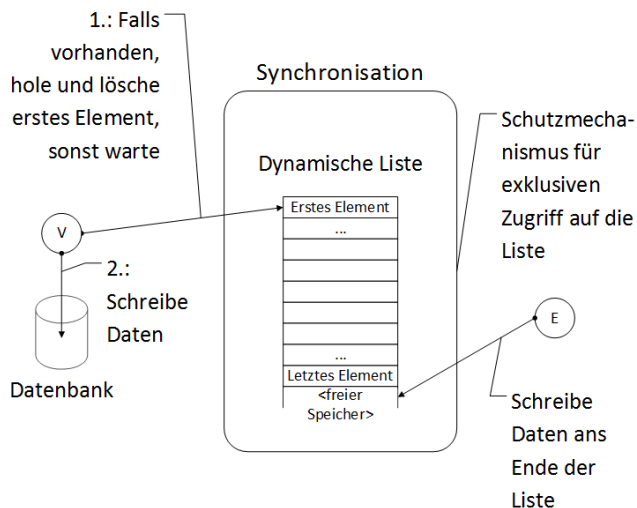 1.: Falls
vorhanden,
hole und lösche
erstes Element,
sonst warte
Synchronisation
Schutzmecha-
nismus für
exklusiven
Zugriff auf die
Liste
Dynamische Liste
Erstes Element
...
V
2.:
Schreibe
Daten
Datenbank
E
...
Letztes Element
<freier
Speicher>
Schreibe
Daten ans
Ende der
Liste